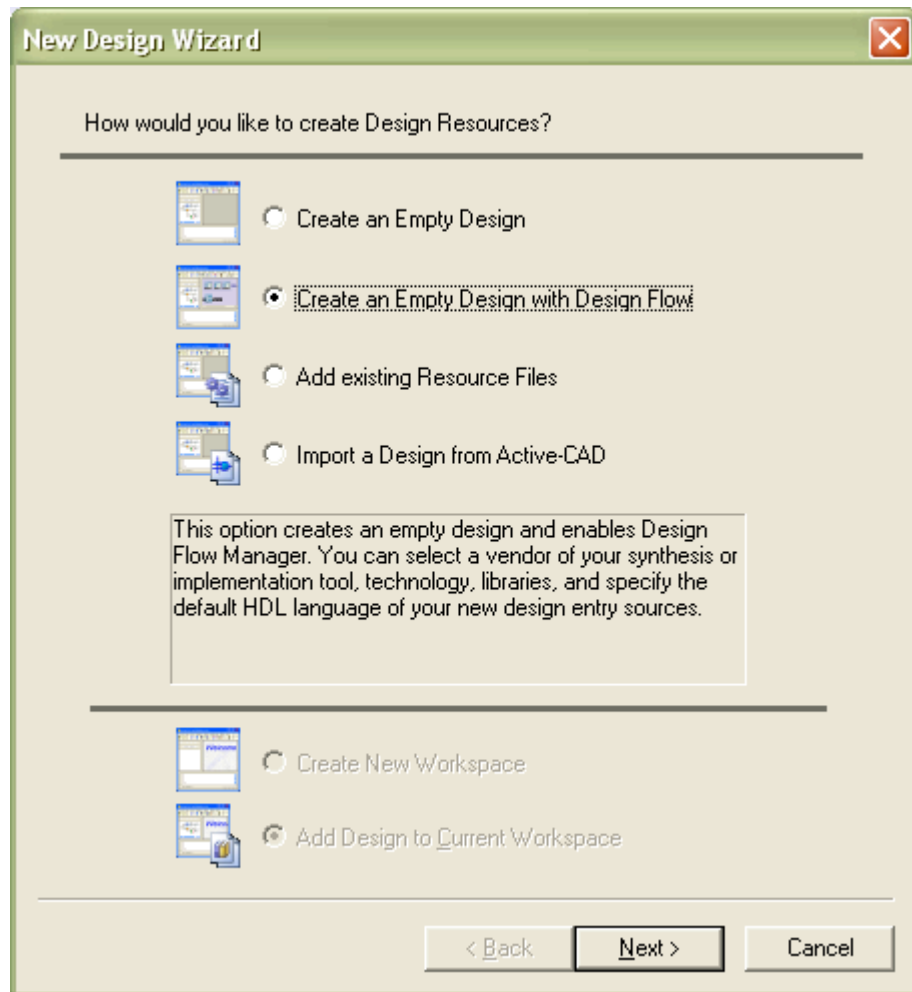 New Design Wizard
How would you like to create Design Resources?
Create an Empty Design
Create an Empty Design with Design Flow
Add existing Resource Files
Import a Design from Active-CAD
This option creates an empty design and enables Design
Flow Manager. You can select a vendor of your synthesis or
implementation tool, technology, libraries, and specify the
default HDL language of your new design entry sources.
Create New Workspace
Add Design to Current Workspace
< Back
Next >
Cancel